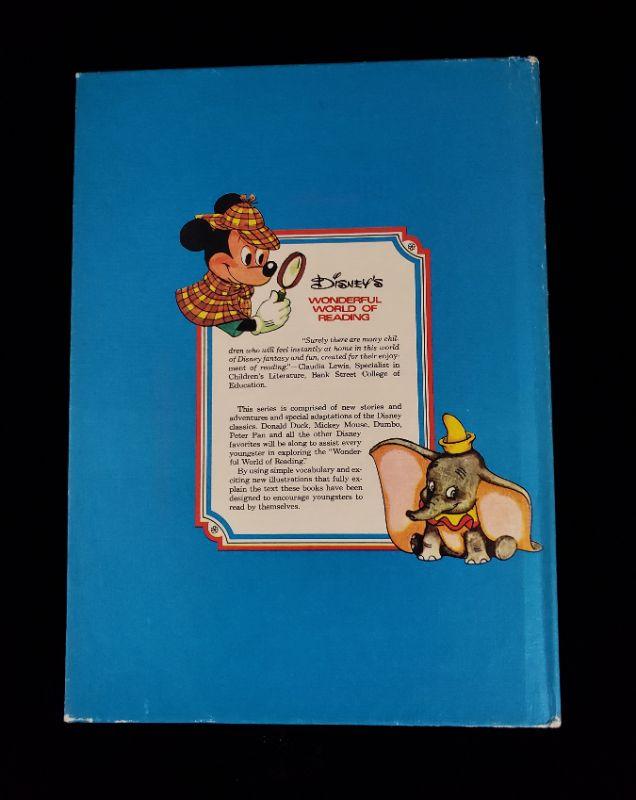 DISNEY'S
WONDERFUL
WORLD OF
READING
"Surely there are many chil-
dren who will feel instantly at home in this world
of Disney fantasy and fun, created for their enjoy-
ment of reading."—Claudia Lewis, Specialist in
Children's Literature, Bank Street College of
Education.
This series is comprised of new stories and
adventures and special adaptations of the Disney
classics. Donald Duck, Mickey Mouse, Dumbo,
Peter Pan and all the other Disney
favorites will be along to assist every
youngster in exploring the "Wonder-
ful World of Reading."
By using simple vocabulary and ex-
citing new illustrations that fully ex-
plain the text these books have been
designed to encourage youngsters to
read by themselves.